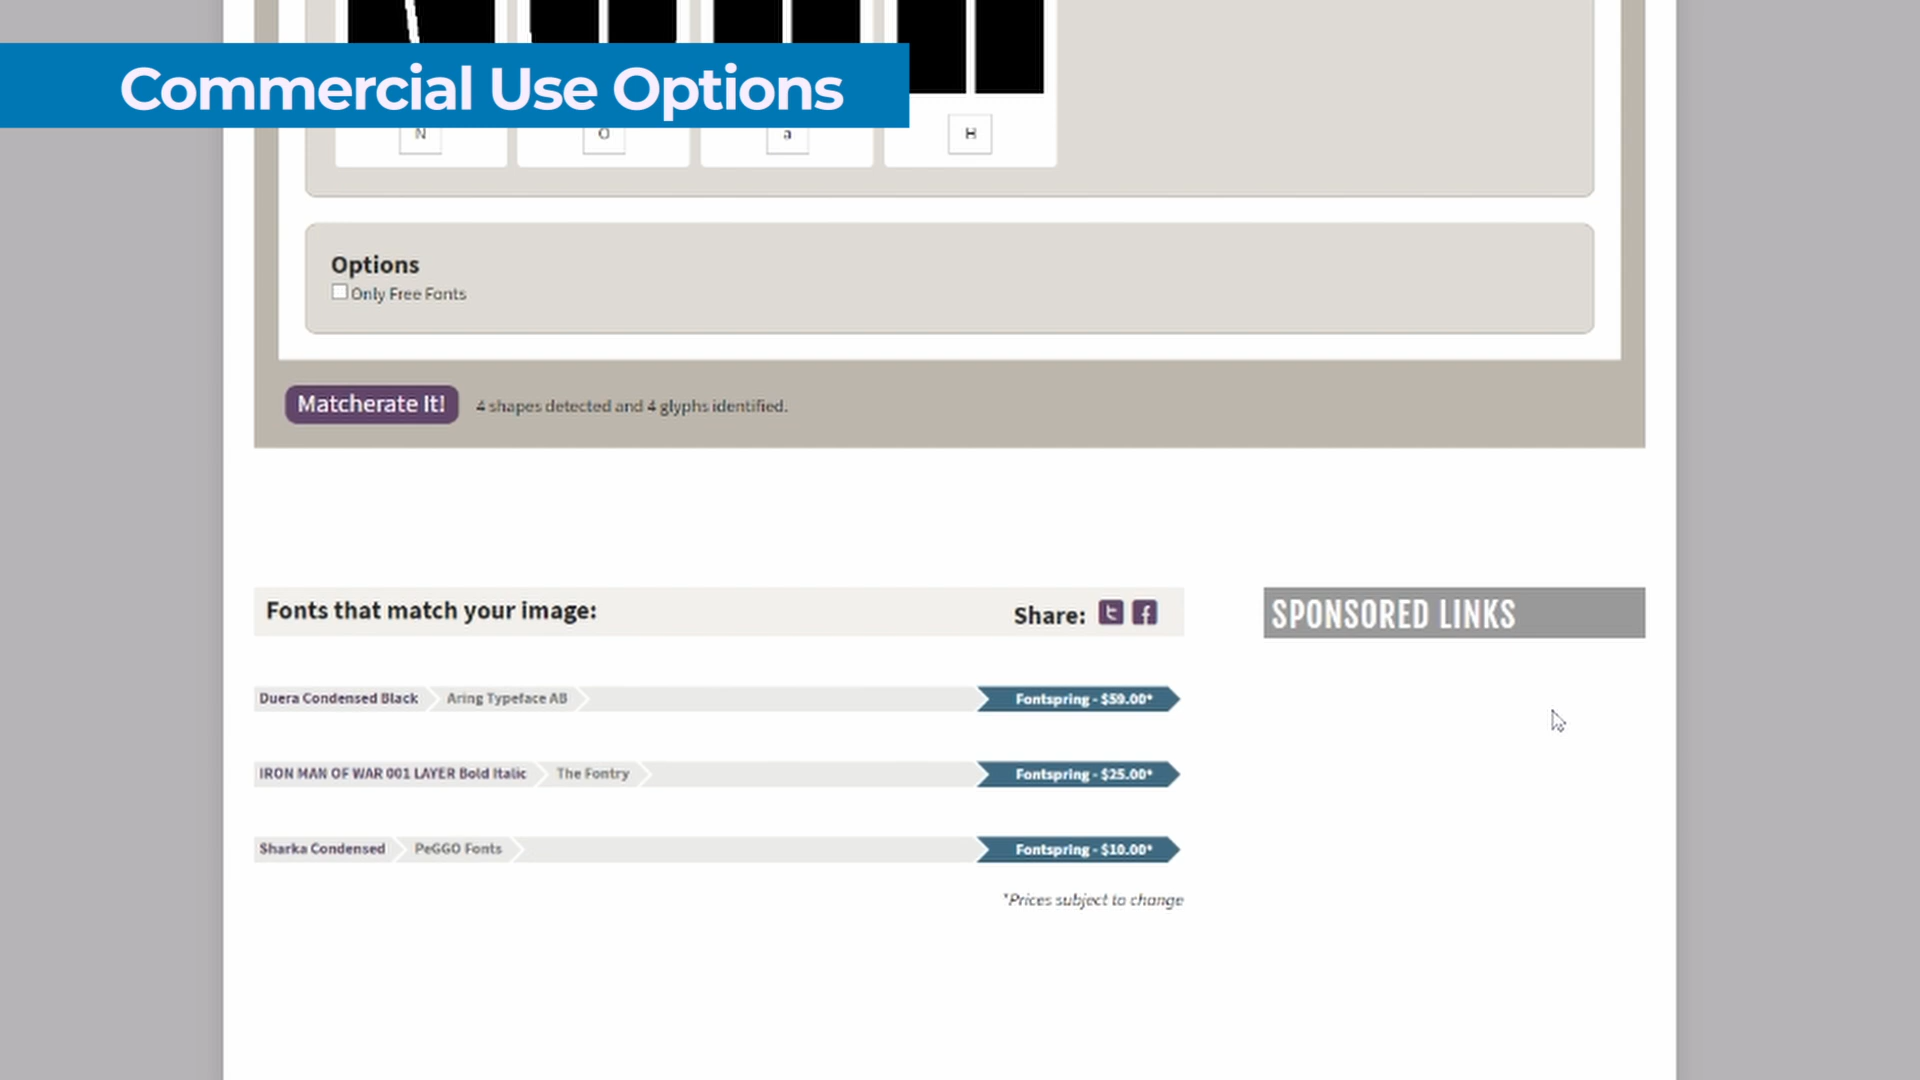 Commercial Use Options
N
O
a
H
Options
Only Free Fonts
Matcherate It!
4 shapes detected and 4 glyphs identified.
Fonts that match your image:
Share:
SPONSORED LINKS
Duera Condensed Black
Aring Typeface AB
Fontspring - $59.00*
IRON MAN OF WAR 001 LAYER Bold Italic
The Fontry
Fontspring - $25.00*
Sharka Condensed
PeGGO Fonts
Fontspring - $10.00*
*Prices subject to change